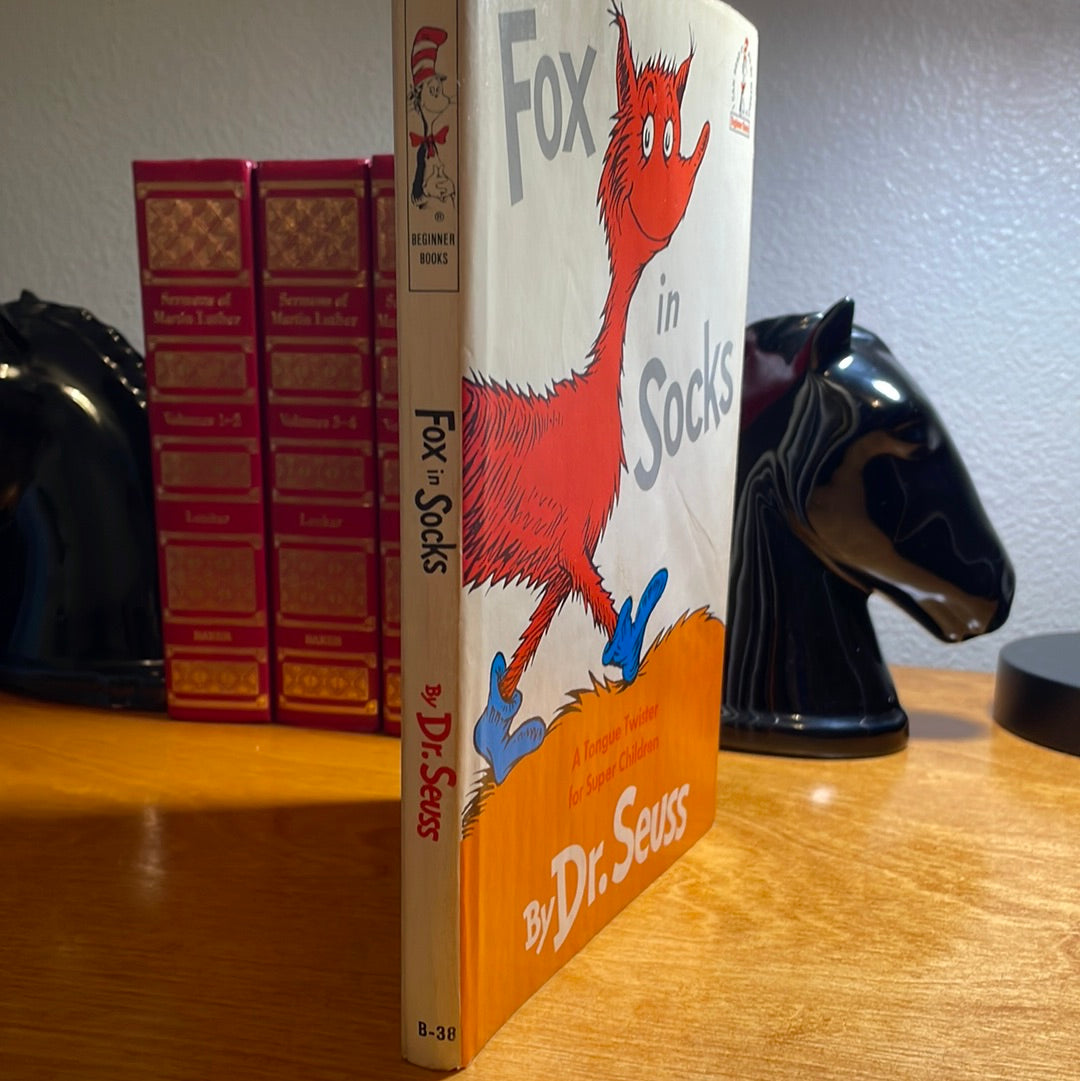 Sermons of
Martin Luther
Volumes 1-2
Lenker
BAKER
Sermons of
Martin Luther
Volumes 3-4
Lenker
BAKER
®
BEGINNER
BOOKS
Fox in Socks
By Dr. Seuss
B-38
Fox
in
Socks
A Tongue Twister
for Super Children
By Dr. Seuss